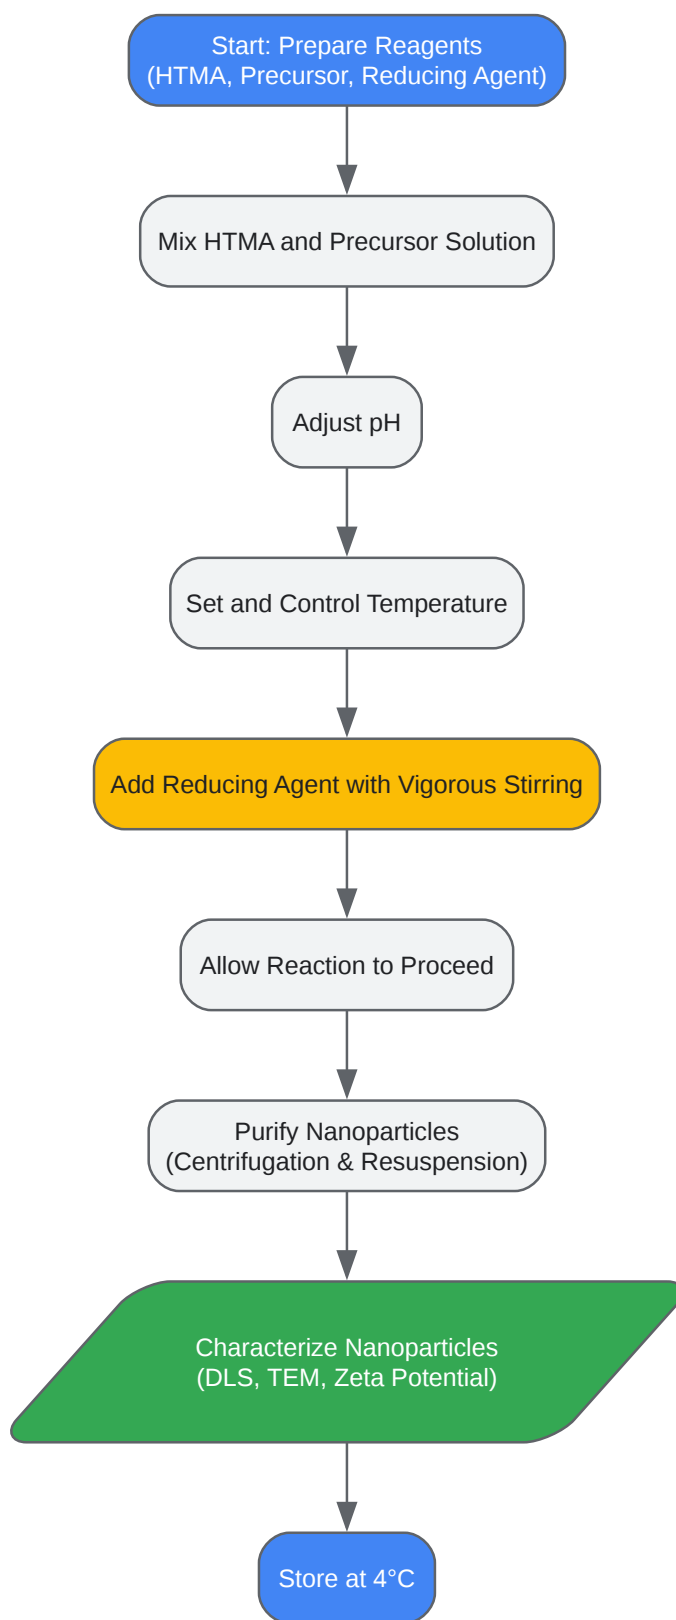 Start: Prepare Reagents
(HTMA, Precursor, Reducing Agent)
Mix HTMA and Precursor Solution
Adjust pH
Set and Control Temperature
Add Reducing Agent with Vigorous Stirring
Allow Reaction to Proceed
Purify Nanoparticles
(Centrifugation & Resuspension)
Characterize Nanoparticles
(DLS, TEM, Zeta Potential)
Store at 4°C